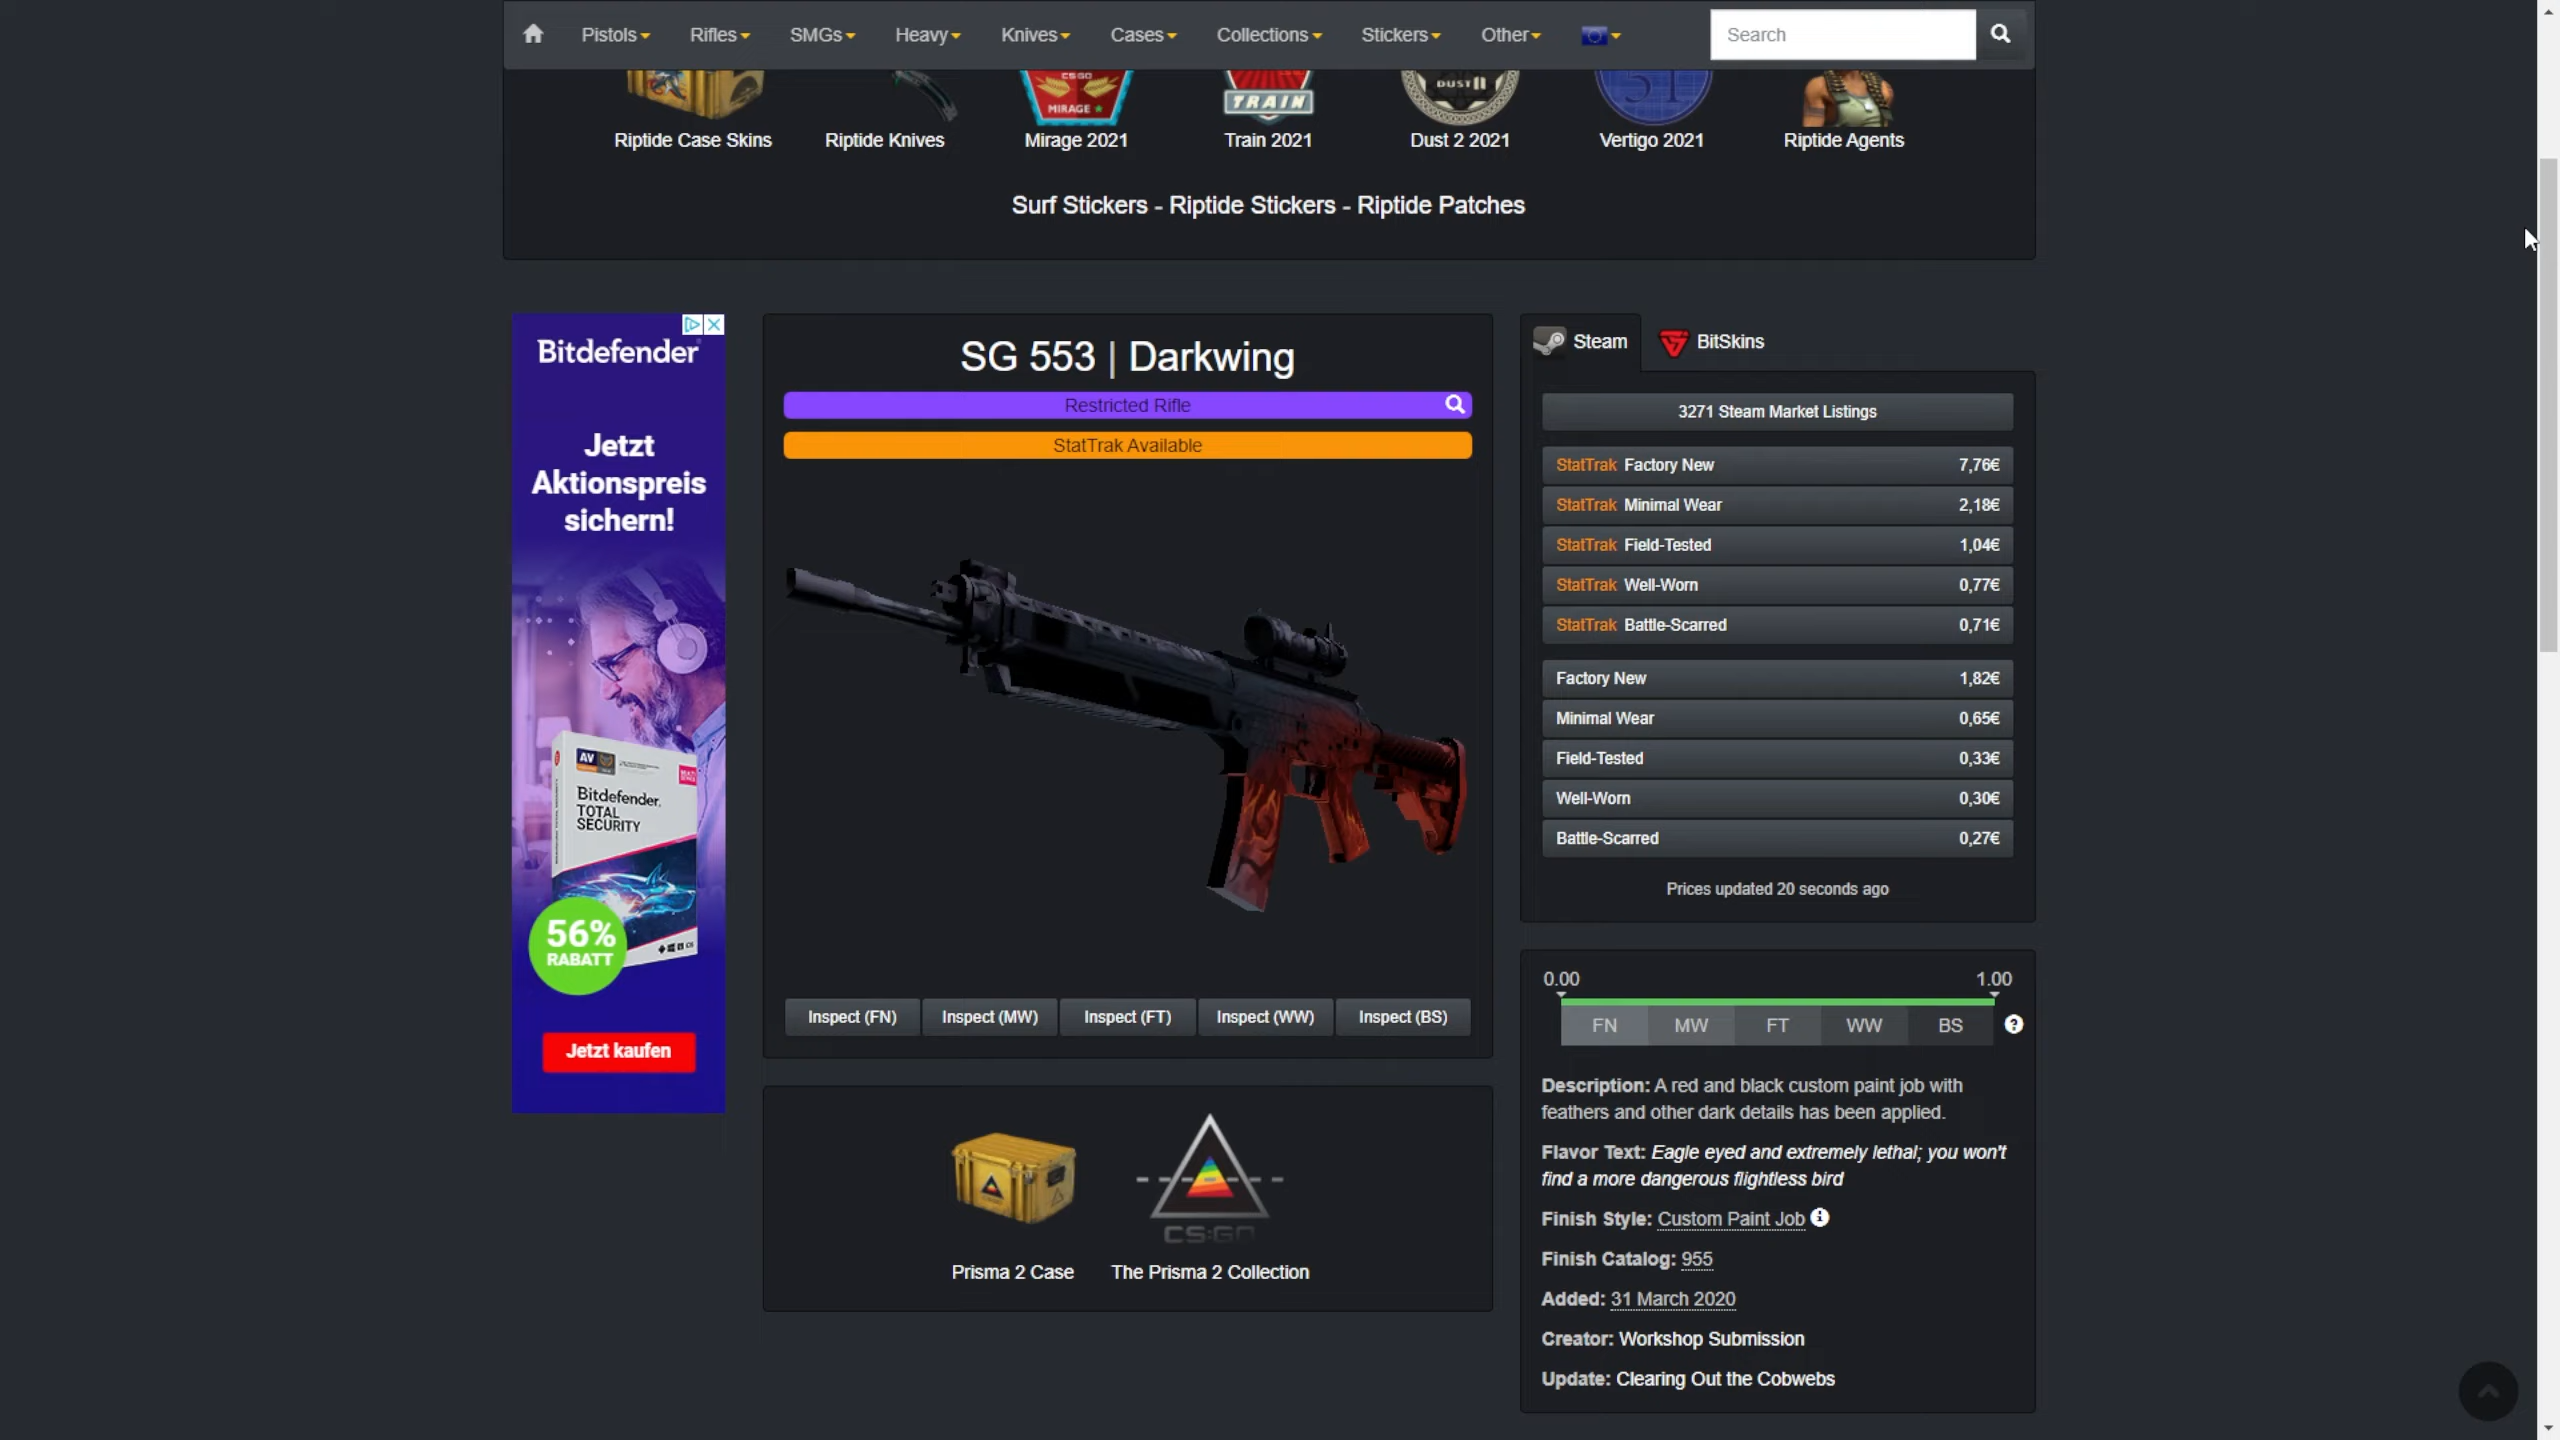 Pistols Rifles SMGs Heavy Knives Cases Collections Stickers Other Search
CS:GO
MIRAGE
TRAIN
DUST II
Riptide Case Skins Riptide Knives Mirage 2021 Train 2021 Dust 2 2021 Vertigo 2021 Riptide Agents
Surf Stickers - Riptide Stickers - Riptide Patches
Bitdefender
Jetzt
Aktionspreis
sichern!
AV
Bitdefender.
TOTAL
SECURITY
56%
RABATT
Jetzt kaufen
SG 553 | Darkwing
Restricted Rifle
StatTrak Available
Inspect (FN) Inspect (MW) Inspect (FT) Inspect (WW) Inspect (BS)
CS:GO
Prisma 2 Case The Prisma 2 Collection
Steam BitSkins
3271 Steam Market Listings
StatTrak Factory New 7,76€
StatTrak Minimal Wear 2,18€
StatTrak Field-Tested 1,04€
StatTrak Well-Worn 0,77€
StatTrak Battle-Scarred 0,71€
Factory New 1,82€
Minimal Wear 0,65€
Field-Tested 0,33€
Well-Worn 0,30€
Battle-Scarred 0,27€
Prices updated 20 seconds ago
0.00 1.00
FN MW FT WW BS
Description: A red and black custom paint job with
feathers and other dark details has been applied.
Flavor Text: Eagle eyed and extremely lethal; you won't
find a more dangerous flightless bird
Finish Style: Custom Paint Job
Finish Catalog: 955
Added: 31 March 2020
Creator: Workshop Submission
Update: Clearing Out the Cobwebs